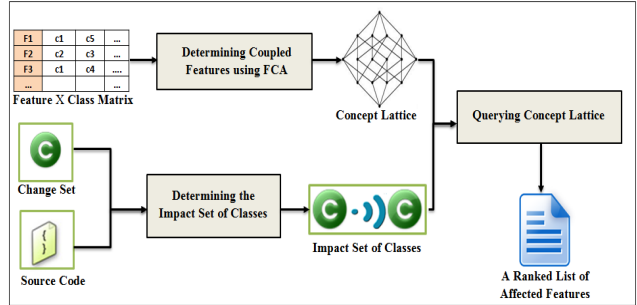 F1 c1 c5 ...
F2 c2 c3 ...
F3 c1 c4 ....
... 
Feature X Class Matrix
Determining Coupled
Features using FCA
Concept Lattice
Querying Concept Lattice
C
Change Set
Source Code
{ }
Determining the
Impact Set of Classes
C C
Impact Set of Classes
A Ranked List of
Affected Features